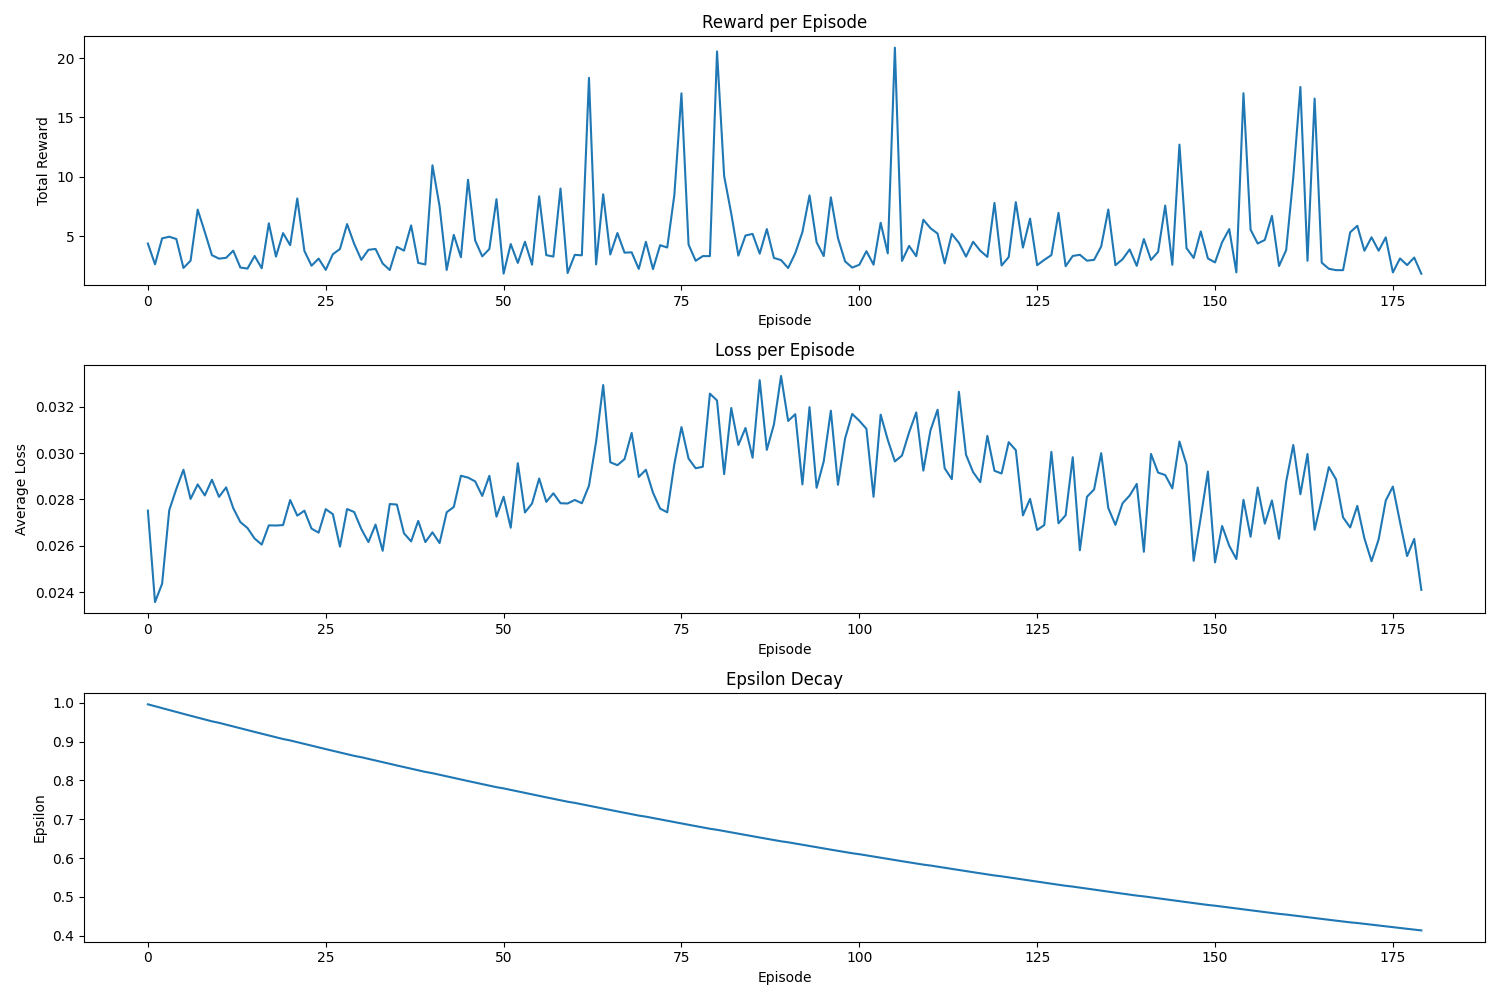 Reward per Episode
Total Reward
20
15
10
5
0 25 50 75 100 125 150 175
Episode
Loss per Episode
Average Loss
0.032
0.030
0.028
0.026
0.024
0 25 50 75 100 125 150 175
Episode
Epsilon Decay
Epsilon
1.0
0.9
0.8
0.7
0.6
0.5
0.4
0 25 50 75 100 125 150 175
Episode